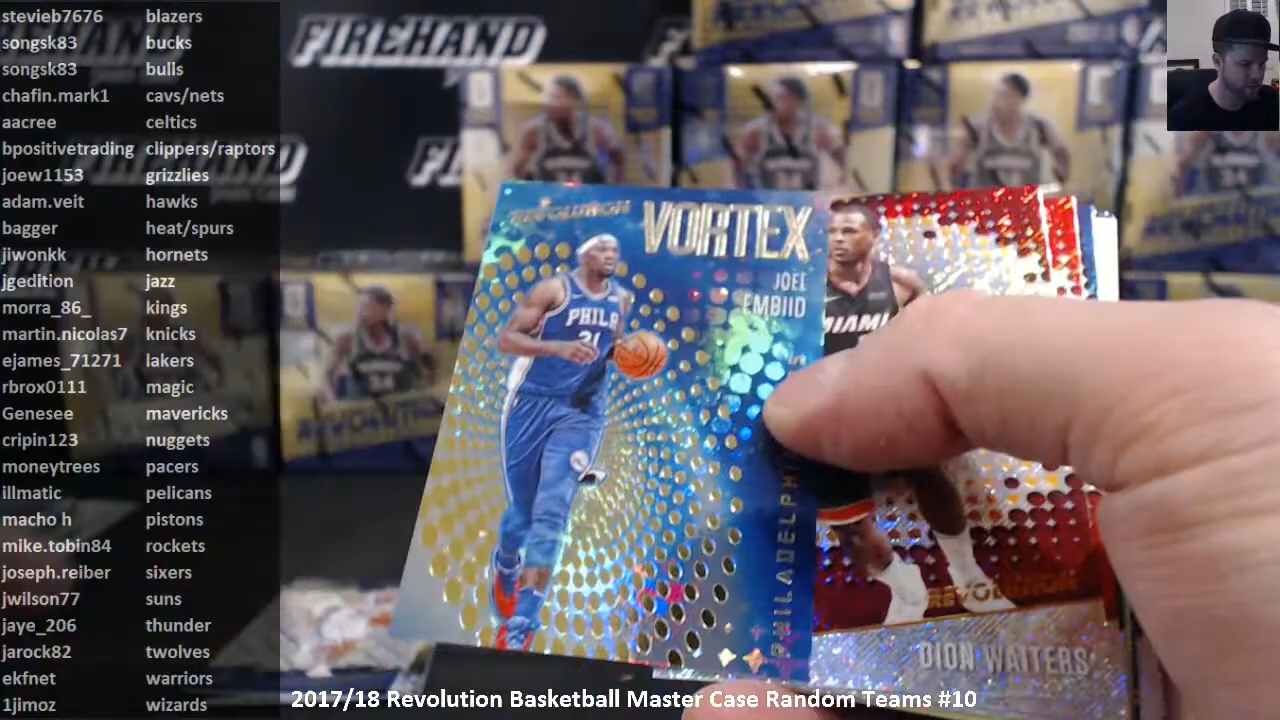 stevieb7676 blazers
songsk83 bucks
songsk83 bulls
chafin.mark1 cavs/nets
aacree celtics
bpositivetrading clippers/raptors
joew1153 grizzlies
adam.veit hawks
bagger heat/spurs
jiwonkk hornets
jgedition jazz
morra_86_ kings
martin.nicolas7 knicks
ejames_71271 lakers
rbrox0111 magic
Genesee mavericks
cripin123 nuggets
moneytrees pacers
illmatic pelicans
macho h pistons
mike.tobin84 rockets
joseph.reiber sixers
jwilson77 suns
jaye_206 thunder
jarock82 twolves
ekfnet warriors
1jimoz wizards
FIREHAND
REVOLUTION
VORTEX
JOEL
EMBIID
PHILA
21
MIAMI
REVOLUTION
DION WAITERS
2017/18 Revolution Basketball Master Case Random Teams #10